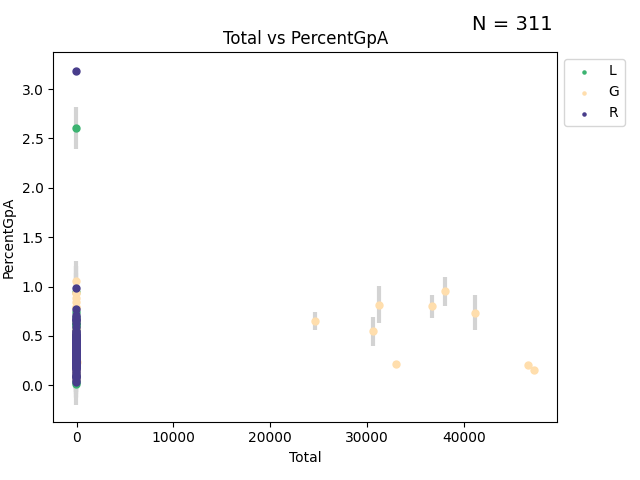 N = 311
Total vs PercentGpA
L
G
R
PercentGpA
3.0
2.5
2.0
1.5
1.0
0.5
0.0
0 10000 20000 30000 40000
Total